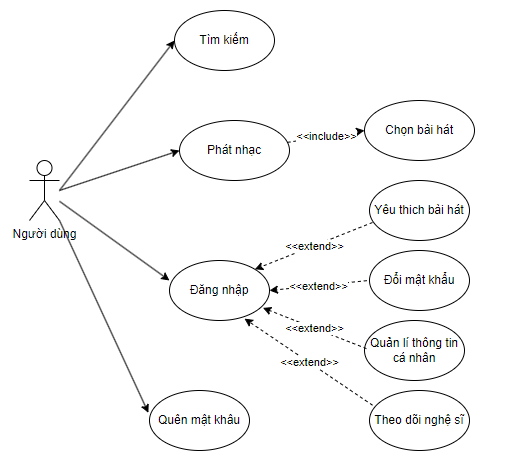 Tìm kiếm
Phát nhạc
<<include>>
Chọn bài hát
Người dùng
Yêu thích bài hát
<<extend>>
Đăng nhập
<<extend>>
Đổi mật khẩu
<<extend>>
Quản lí thông tin
cá nhân
<<extend>>
Quên mật khẩu
Theo dõi nghệ sĩ